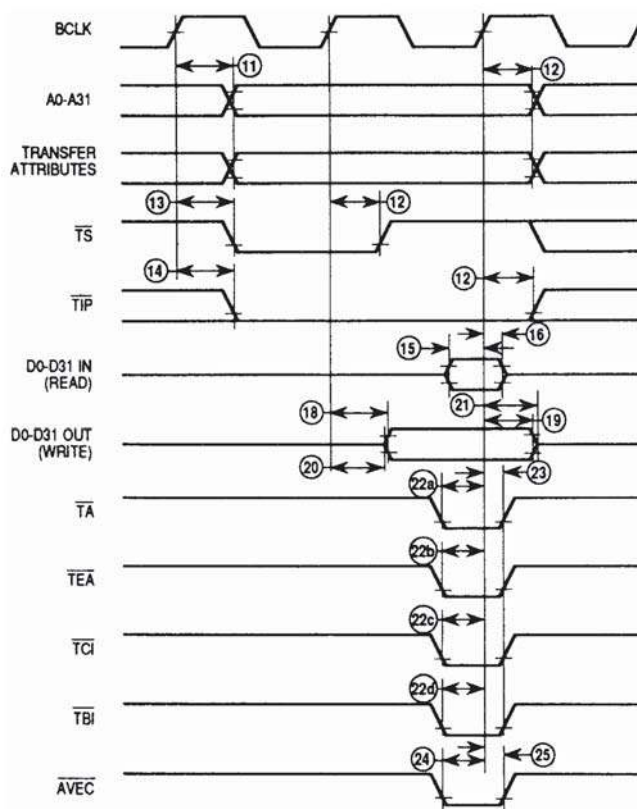 BCLK
11
12
A0-A31
TRANSFER
ATTRIBUTES
13
12
TS
14
12
TIP
16
15
D0-D31 IN
(READ)
21
18
19
D0-D31 OUT
(WRITE)
20
22a
23
TA
22b
TEA
22c
TCI
22d
TBI
24
25
AVEC